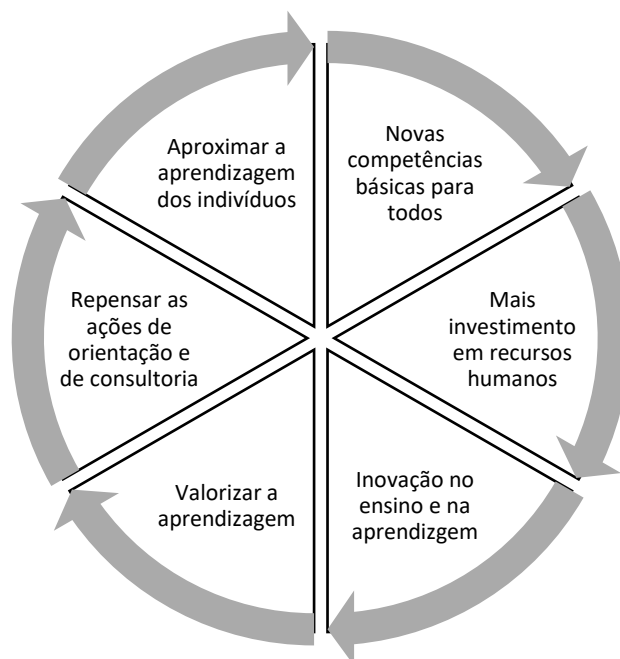 Novas
competências
básicas para
todos
Mais
investimento
em recursos
humanos
Inovação no
ensino e na
aprendizgem
Valorizar a
aprendizagem
Repensar as
ações de
orientação e
de consultoria
Aproximar a
aprendizagem
dos indivíduos